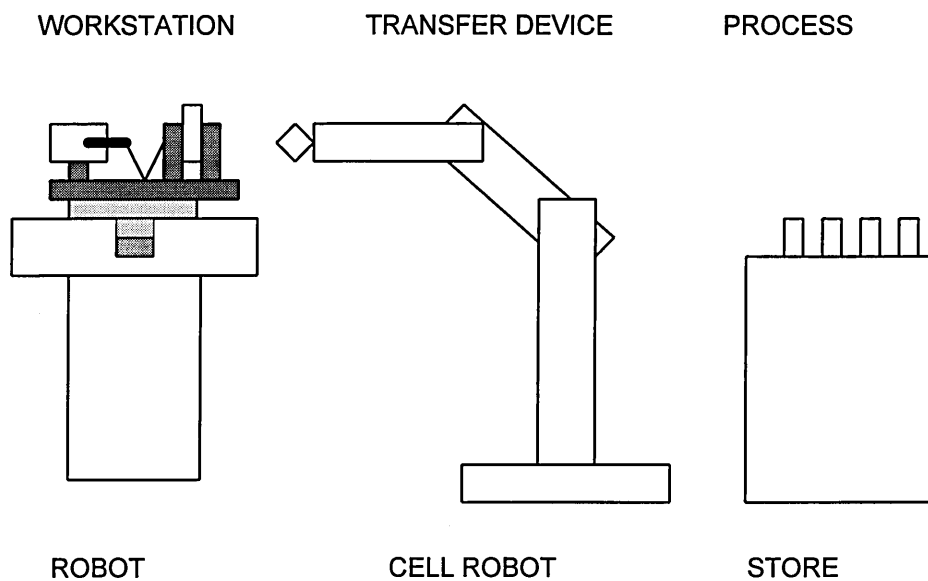 WORKSTATION TRANSFER DEVICE PROCESS
ROBOT CELL ROBOT STORE